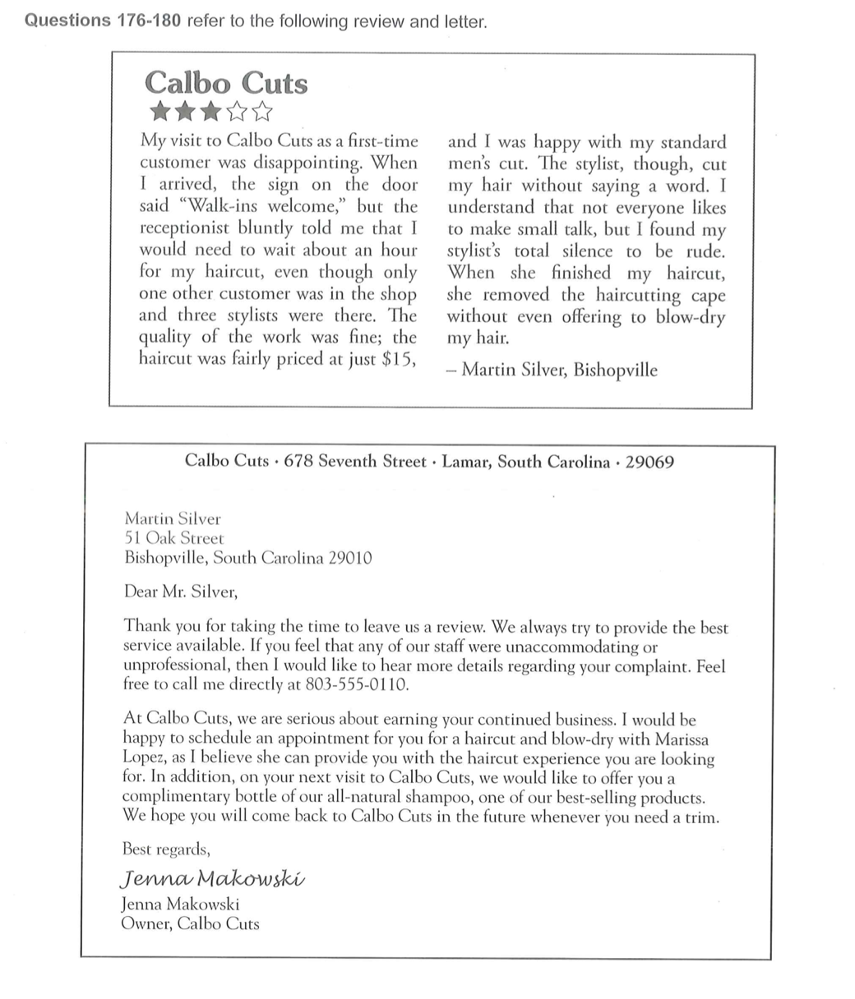 Questions 176-180 refer to the following review and letter.
Calbo Cuts
My visit to Calbo Cuts as a first-time
customer was disappointing. When
I arrived, the sign on the door
said “Walk-ins welcome,” but the
receptionist bluntly told me that I
would need to wait about an hour
for my haircut, even though only
one other customer was in the shop
and three stylists were there. The
quality of the work was fine; the
haircut was fairly priced at just $15,
and I was happy with my standard
men’s cut. The stylist, though, cut
my hair without saying a word. I
understand that not everyone likes
to make small talk, but I found my
stylist’s total silence to be rude.
When she finished my haircut,
she removed the haircutting cape
without even offering to blow-dry
my hair.
– Martin Silver, Bishopville
Calbo Cuts · 678 Seventh Street · Lamar, South Carolina · 29069
Martin Silver
51 Oak Street
Bishopville, South Carolina 29010
Dear Mr. Silver,
Thank you for taking the time to leave us a review. We always try to provide the best
service available. If you feel that any of our staff were unaccommodating or
unprofessional, then I would like to hear more details regarding your complaint. Feel
free to call me directly at 803-555-0110.
At Calbo Cuts, we are serious about earning your continued business. I would be
happy to schedule an appointment for you for a haircut and blow-dry with Marissa
Lopez, as I believe she can provide you with the haircut experience you are looking
for. In addition, on your next visit to Calbo Cuts, we would like to offer you a
complimentary bottle of our all-natural shampoo, one of our best-selling products.
We hope you will come back to Calbo Cuts in the future whenever you need a trim.
Best regards,
Jenna Makowski
Jenna Makowski
Owner, Calbo Cuts